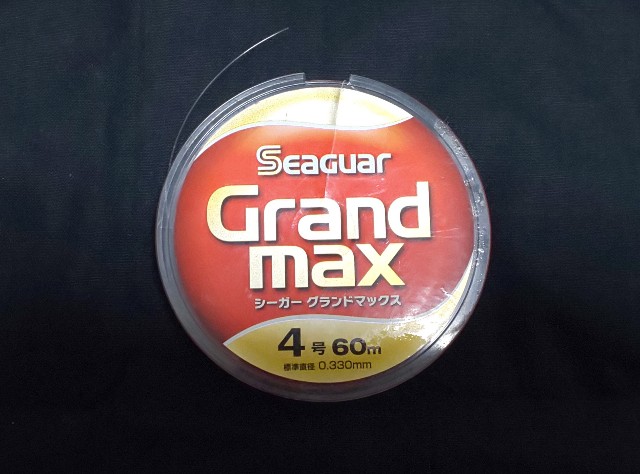 SEAGUAR
Grand
max
シーガー グランドマックス
4号 60m
標準直径 0.330mm